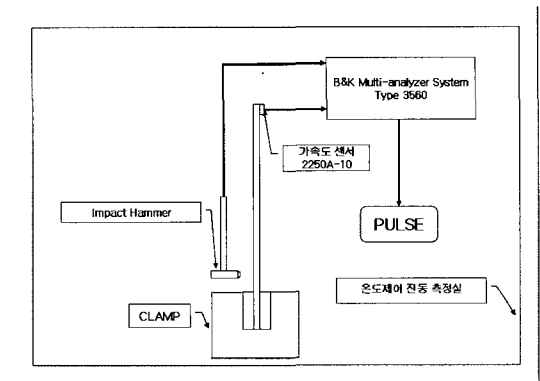 B&K Multi-analyzer System
Type 3560
가속도 센서
2250A-10
Impact Hammer
PULSE
온도제어 진동 측정실
CLAMP